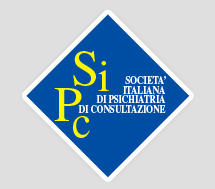 Si
Pc
SOCIETA'
ITALIANA
DI PSICHIATRIA
DI CONSULTAZIONE